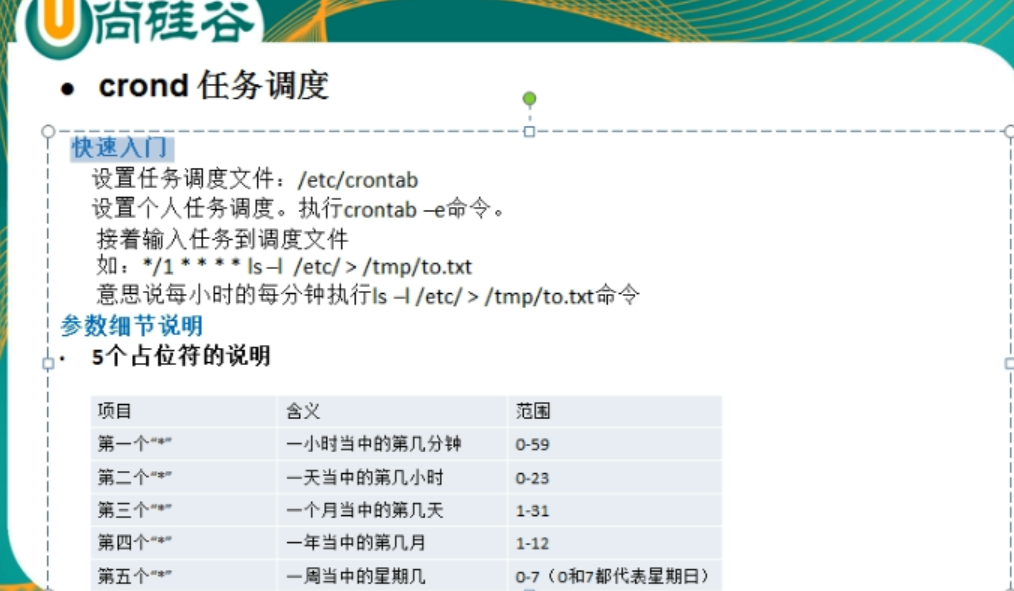 U尚硅谷
● crond 任务调度
快速入门
设置任务调度文件：/etc/crontab
设置个人任务调度。执行crontab –e命令。
接着输入任务到调度文件
如：*/1 * * * * ls –l /etc/ > /tmp/to.txt
意思说每小时的每分钟执行ls –l /etc/ > /tmp/to.txt命令
参数细节说明
· 5个占位符的说明
项目 含义 范围
第一个“*” 一小时当中的第几分钟 0-59
第二个“*” 一天当中的第几小时 0-23
第三个“*” 一个月当中的第几天 1-31
第四个“*” 一年当中的第几月 1-12
第五个“*” 一周当中的星期几 0-7（0和7都代表星期日）